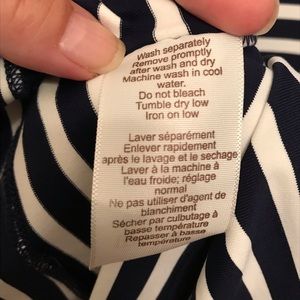 Wash separately
Remove promptly
after wash and dry
Machine wash in cool
water.
Do not bleach
Tumble dry low
Iron on low
Laver séparément
Enlever rapidement
après le lavage et le sechage
Laver à la machine à
l'eau froide; réglage
normal
Ne pas utiliser d'agent de
blanchiment
Sécher par culbutage à
basse température
Repasser à basse
température